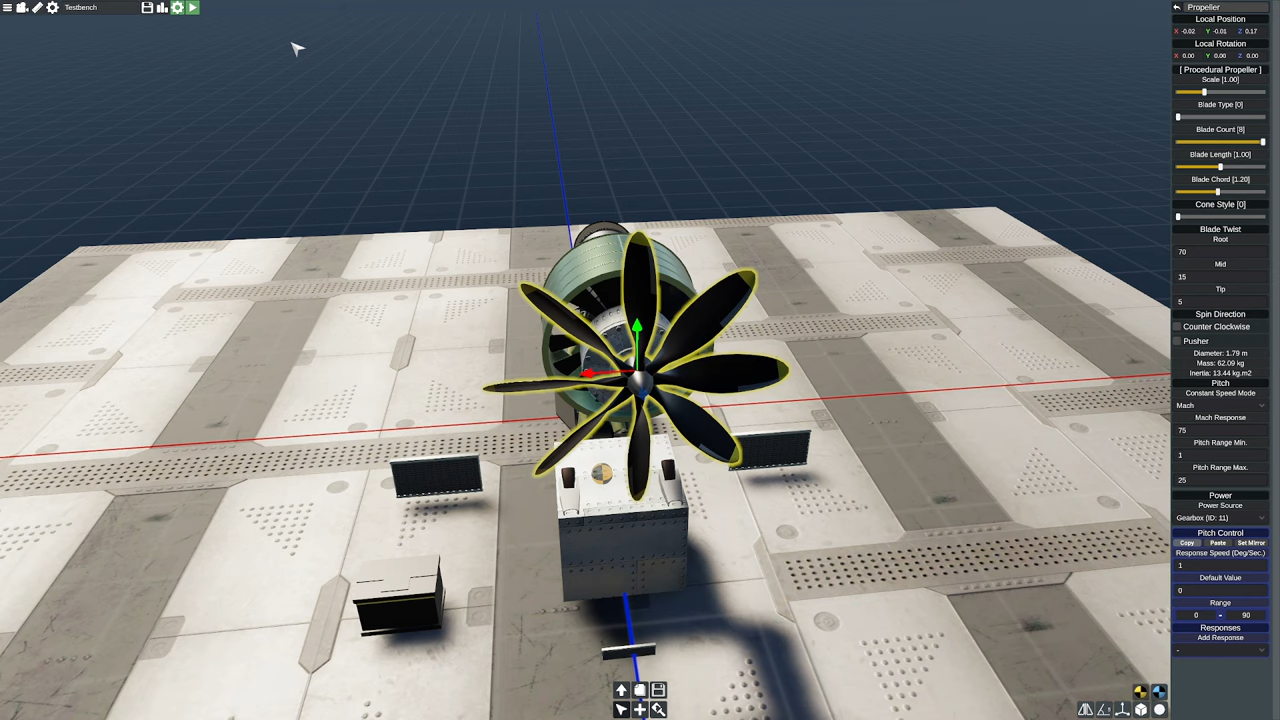 Testbench
Propeller
Local Position
X -0.02 Y -0.01 Z 0.17
Local Rotation
X 0.00 Y 0.00 Z 0.00
[ Procedural Propeller ]
Scale [1.00]
Blade Type [0]
Blade Count [8]
Blade Length [1.00]
Blade Chord [1.20]
Cone Style [0]
Blade Twist
Root
70
Mid
15
Tip
5
Spin Direction
Counter Clockwise
Pusher
Diameter: 1.79 m
Mass: 62.09 kg
Inertia: 13.44 kg.m2
Pitch
Constant Speed Mode
Mach
Mach Response
75
Pitch Range Min.
1
Pitch Range Max.
25
Power
Power Source
Gearbox (ID: 11)
Pitch Control
Copy Paste Set Mirror
Response Speed (Deg/Sec.)
1
Default Value
0
Range
0 - 90
Responses
Add Response
-